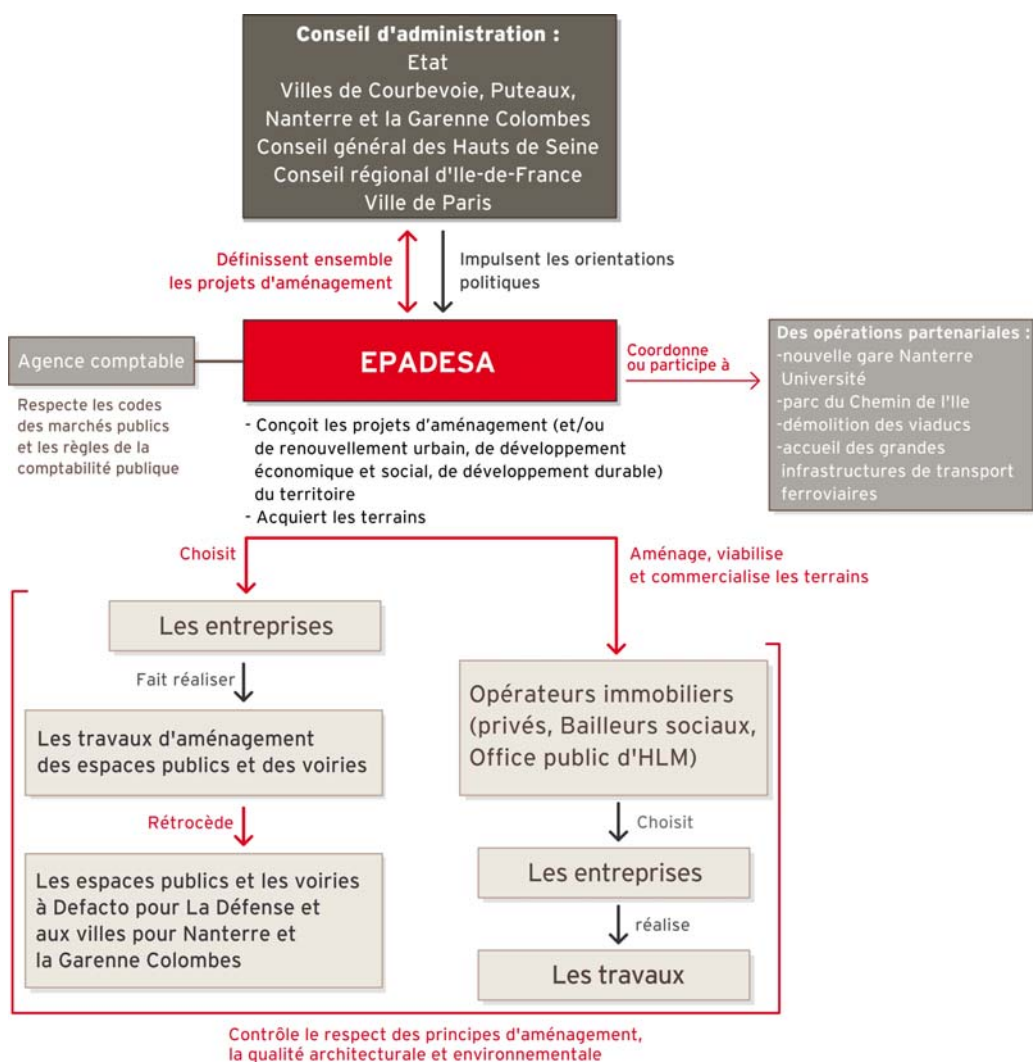 Conseil d'administration :
Etat
Villes de Courbevoie, Puteaux,
Nanterre et la Garenne Colombes
Conseil général des Hauts de Seine
Conseil régional d'Ile-de-France
Ville de Paris
Définissent ensemble
les projets d'aménagement
Impulsent les orientations
politiques
Agence comptable
Respecte les codes
des marchés publics
et les règles de la
comptabilité publique
EPADESA
Coordonne
ou participe à
Des opérations partenariales :
-nouvelle gare Nanterre
Université
-parc du Chemin de l'Ile
-démolition des viaducs
-accueil des grandes
infrastructures de transport
ferroviaires
- Conçoit les projets d'aménagement (et/ou
de renouvellement urbain, de développement
économique et social, de développement durable)
du territoire
- Acquiert les terrains
Choisit
Les entreprises
Fait réaliser
Les travaux d'aménagement
des espaces publics et des voiries
Rétrocède
Les espaces publics et les voiries
à Defacto pour La Défense et
aux villes pour Nanterre et
la Garenne Colombes
Aménage, viabilise
et commercialise les terrains
Opérateurs immobiliers
(privés, Bailleurs sociaux,
Office public d'HLM)
Choisit
Les entreprises
réalise
Les travaux
Contrôle le respect des principes d'aménagement,
la qualité architecturale et environnementale